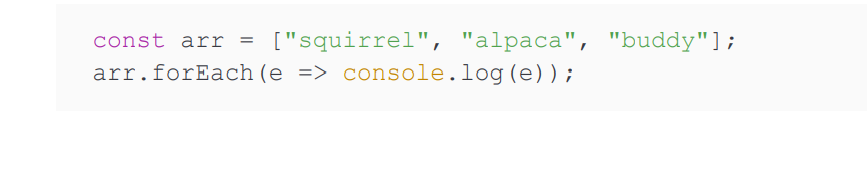 const arr = ["squirrel", "alpaca", "buddy"];
arr.forEach(e => console.log(e));